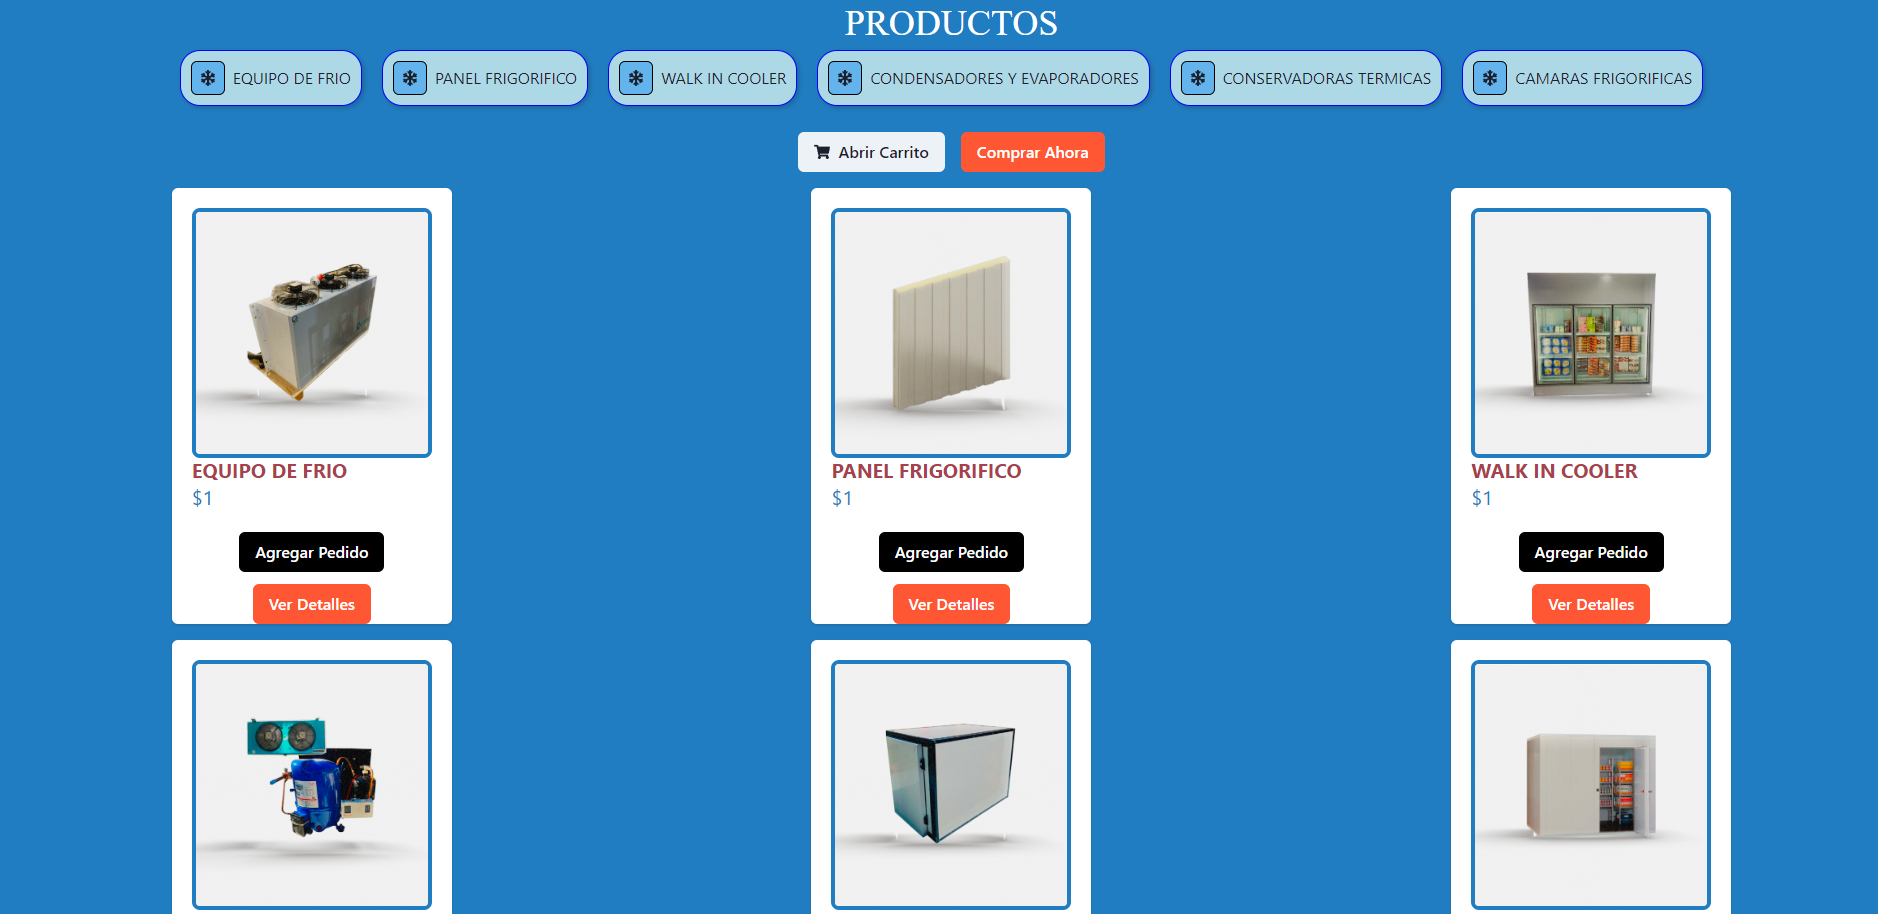 PRODUCTOS
EQUIPO DE FRIO
PANEL FRIGORIFICO
WALK IN COOLER
CONDENSADORES Y EVAPORADORES
CONSERVADORAS TERMICAS
CAMARAS FRIGORIFICAS
Abrir Carrito
Comprar Ahora
EQUIPO DE FRIO
$1
Agregar Pedido
Ver Detalles
PANEL FRIGORIFICO
$1
Agregar Pedido
Ver Detalles
WALK IN COOLER
$1
Agregar Pedido
Ver Detalles